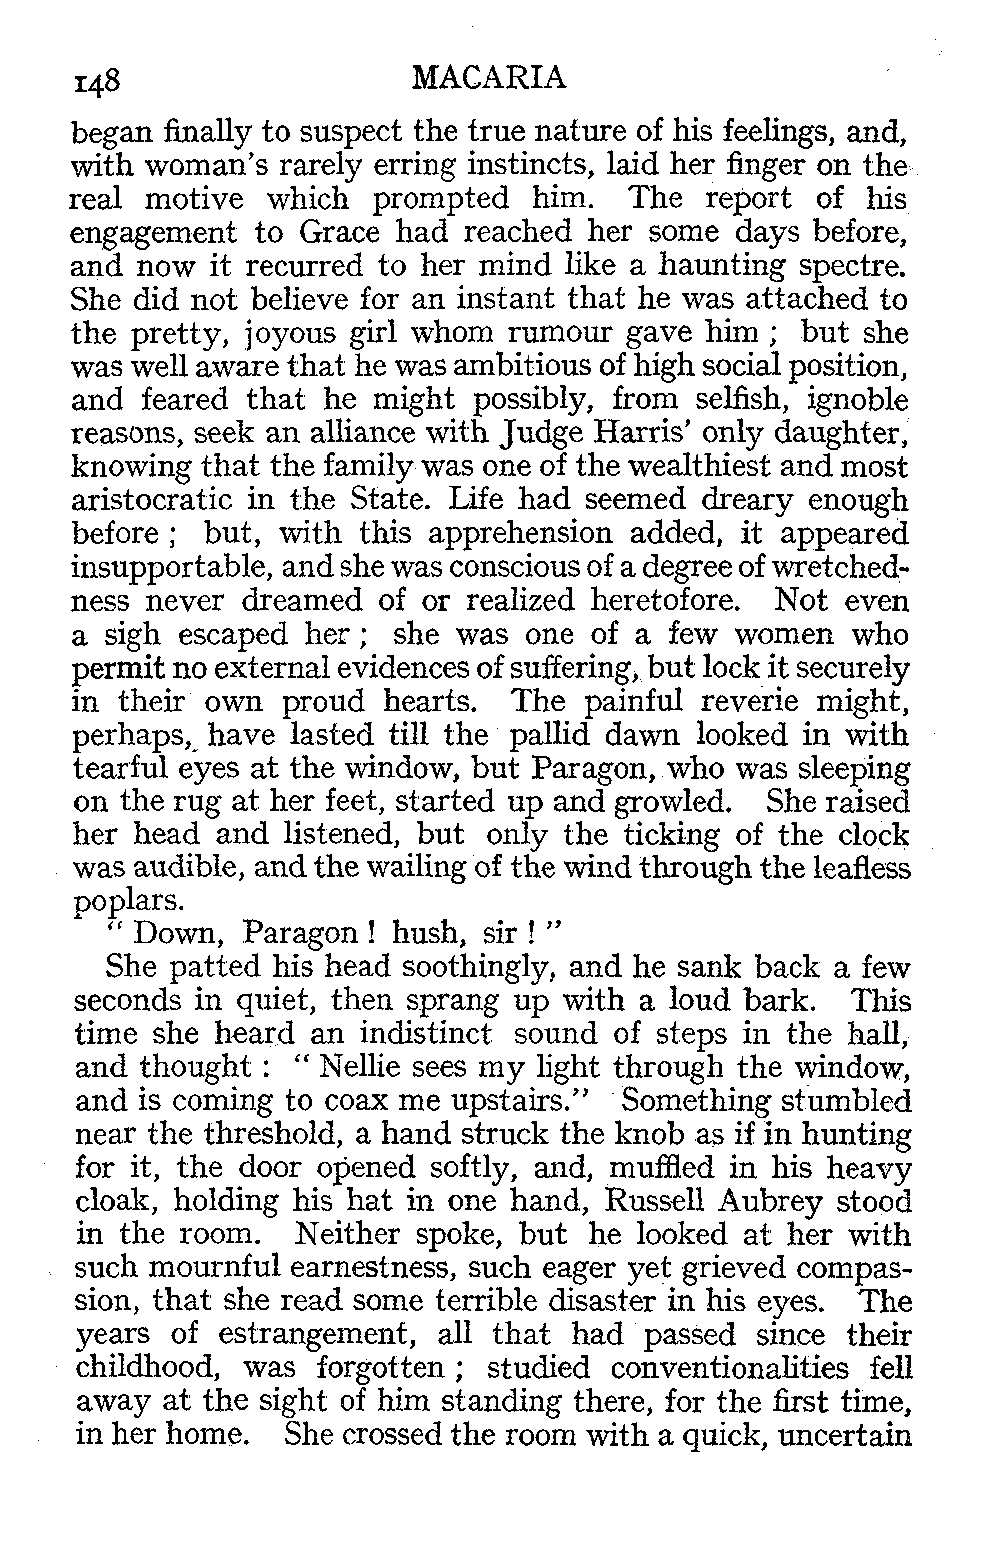 148 MACARIA
began finally to suspect the true nature of his feelings, and,
with woman's rarely erring instincts, laid her finger on the
real motive which prompted him. The report of his
engagement to Grace had reached her some days before,
and now it recurred to her mind like a haunting spectre.
She did not believe for an instant that he was attached to
the pretty, joyous girl whom rumour gave him ; but she
was well aware that he was ambitious of high social position,
and feared that he might possibly, from selfish, ignoble
reasons, seek an alliance with Judge Harris' only daughter,
knowing that the family was one of the wealthiest and most
aristocratic in the State. Life had seemed dreary enough
before ; but, with this apprehension added, it appeared
insupportable, and she was conscious of a degree of wretched-
ness never dreamed of or realized heretofore. Not even
a sigh escaped her ; she was one of a few women who
permit no external evidences of suffering, but lock it securely
in their own proud hearts. The painful reverie might,
perhaps, have lasted till the pallid dawn looked in with
tearful eyes at the window, but Paragon, who was sleeping
on the rug at her feet, started up and growled. She raised
her head and listened, but only the ticking of the clock
was audible, and the wailing of the wind through the leafless
poplars.
" Down, Paragon ! hush, sir ! "
She patted his head soothingly, and he sank back a few
seconds in quiet, then sprang up with a loud bark. This
time she heard an indistinct sound of steps in the hall,
and thought : " Nellie sees my light through the window,
and is coming to coax me upstairs." Something stumbled
near the threshold, a hand struck the knob as if in hunting
for it, the door opened softly, and, muffled in his heavy
cloak, holding his hat in one hand, Russell Aubrey stood
in the room. Neither spoke, but he looked at her with
such mournful earnestness, such eager yet grieved compas-
sion, that she read some terrible disaster in his eyes. The
years of estrangement, all that had passed since their
childhood, was forgotten ; studied conventionalities fell
away at the sight of him standing there, for the first time,
in her home. She crossed the room with a quick, uncertain